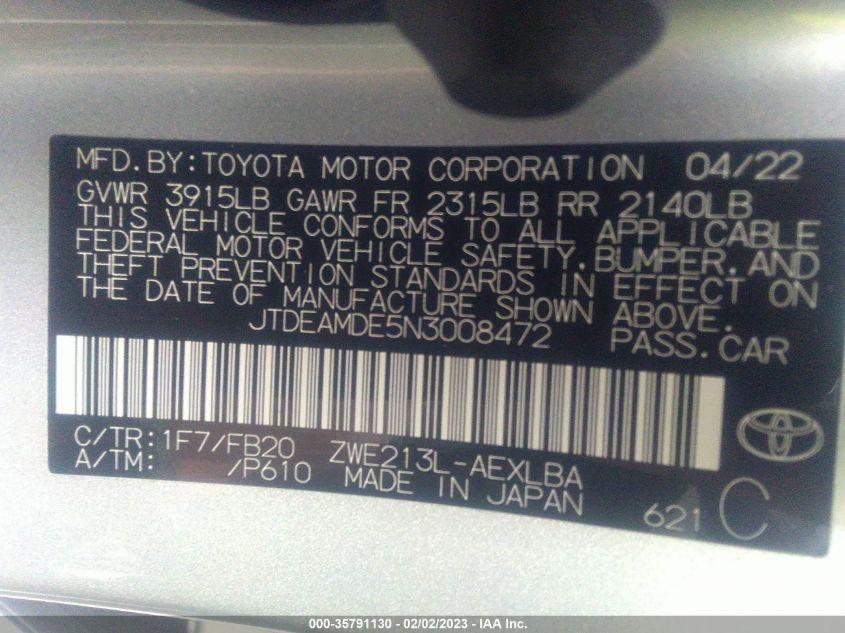 MFD.BY:TOYOTA MOTOR CORPORATION 04/22
GVWR 3915LB GAWR FR 2315LB RR 2140LB
THIS VEHICLE CONFORMS TO ALL APPLICABLE
FEDERAL MOTOR VEHICLE SAFETY,BUMPER,AND
THEFT PREVENTION STANDARDS IN EFFECT ON
THE DATE OF MANUFACTURE SHOWN ABOVE.
JTDEAMDE5N3008472 PASS.CAR
C/TR:1F7/FB20 ZWE213L-AEXLBA
A/TM: /P610 MADE IN JAPAN
621 C
000-35791130 - 02/02/2023 - IAA Inc.